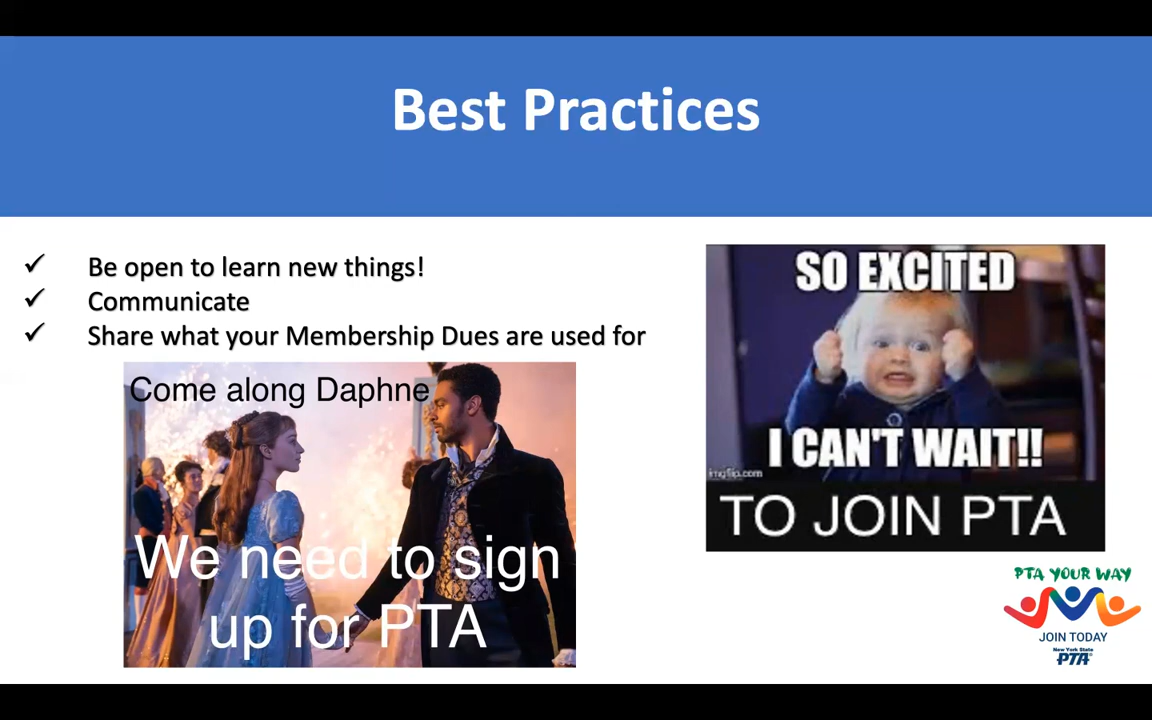 Best Practices
✓ Be open to learn new things!
✓ Communicate
✓ Share what your Membership Dues are used for
Come along Daphne
We need to sign
up for PTA
SO EXCITED
I CAN'T WAIT!!
imgflip.com
TO JOIN PTA
PTA YOUR WAY
JOIN TODAY
New York State
PTA®